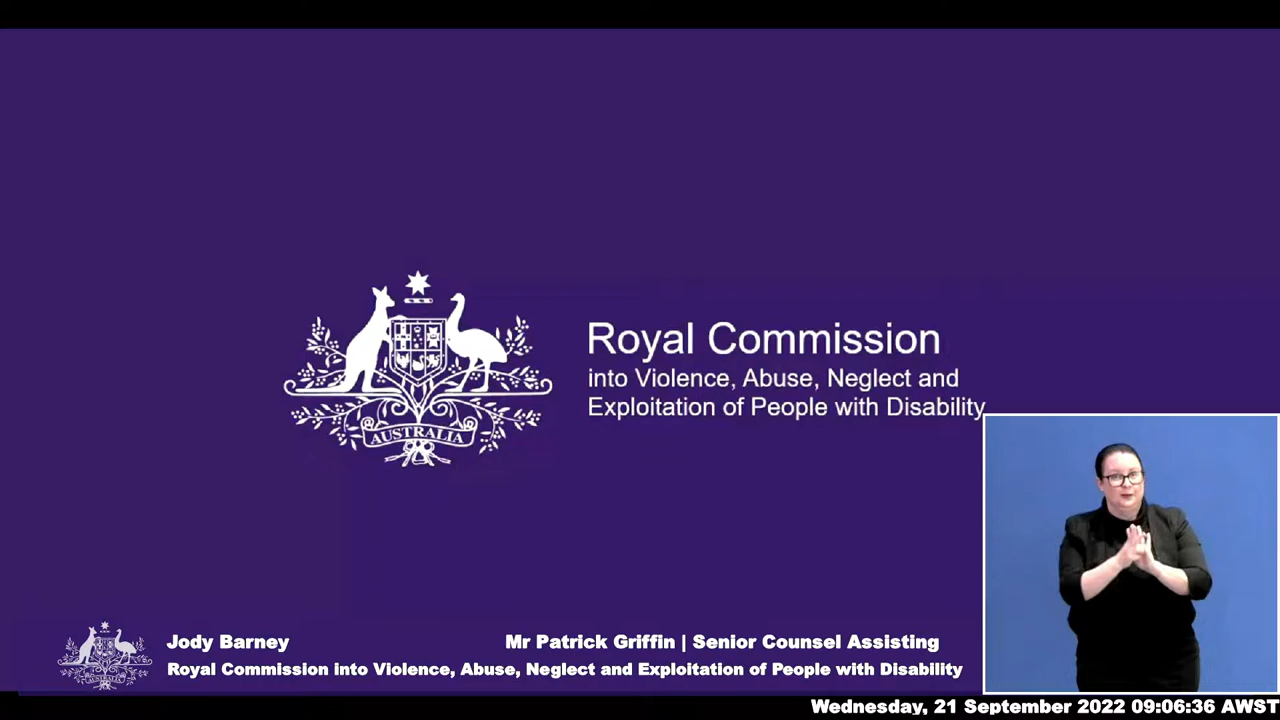 Royal Commission
into Violence, Abuse, Neglect and
Exploitation of People with Disability
AUSTRALIA
Jody Barney
Mr Patrick Griffin | Senior Counsel Assisting
Royal Commission into Violence, Abuse, Neglect and Exploitation of People with Disability
Wednesday, 21 September 2022 09:06:36 AWST